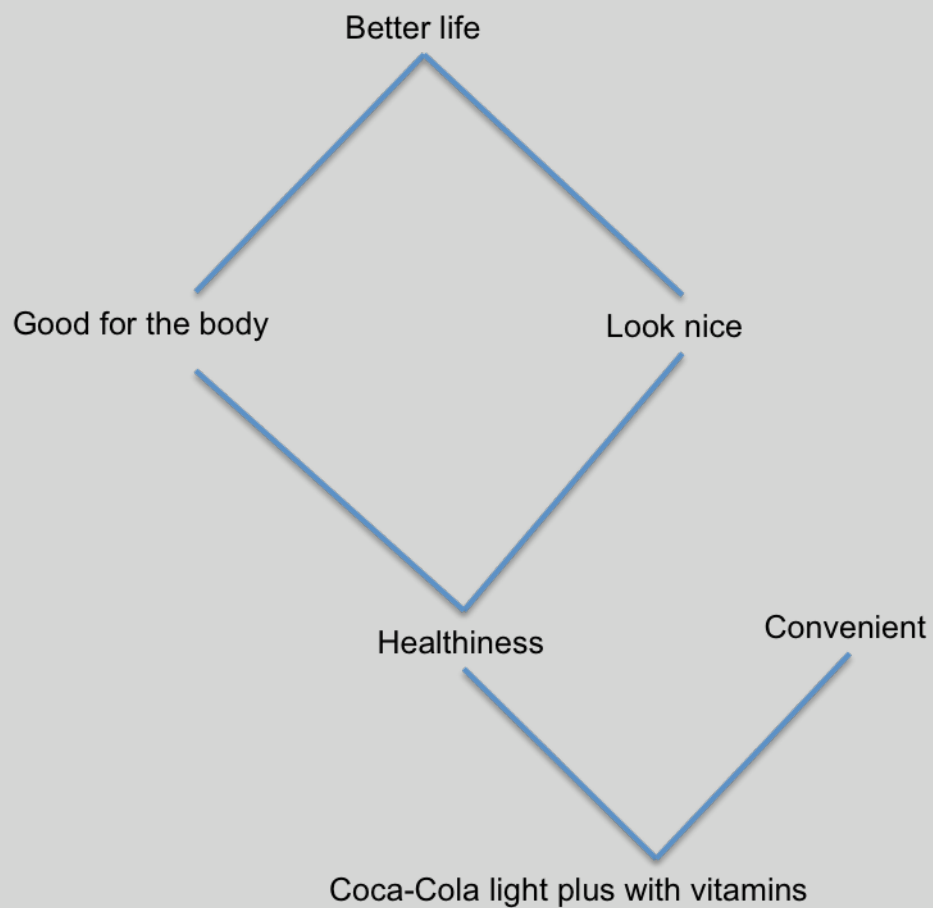 Better life
Good for the body
Look nice
Convenient
Healthiness
Coca-Cola light plus with vitamins